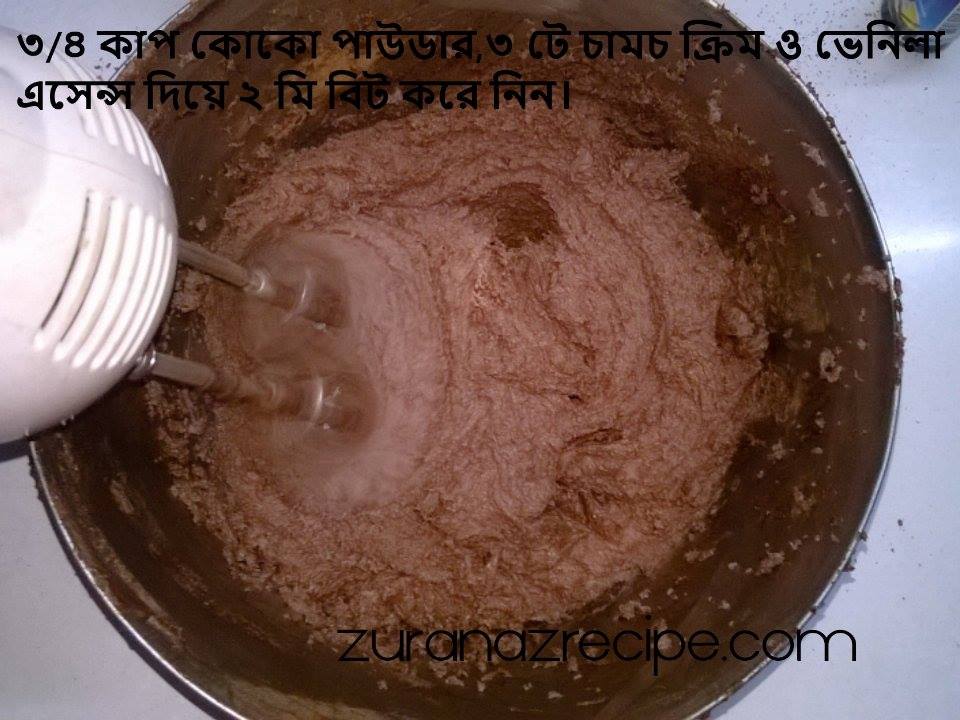 ৩/৪ কাপ কোকো পাউডার,৩ টে চামচ ক্রিম ও ভেনিলা
এসেন্স দিয়ে ২ মি বিট করে নিন।
zuranazrecipe.com